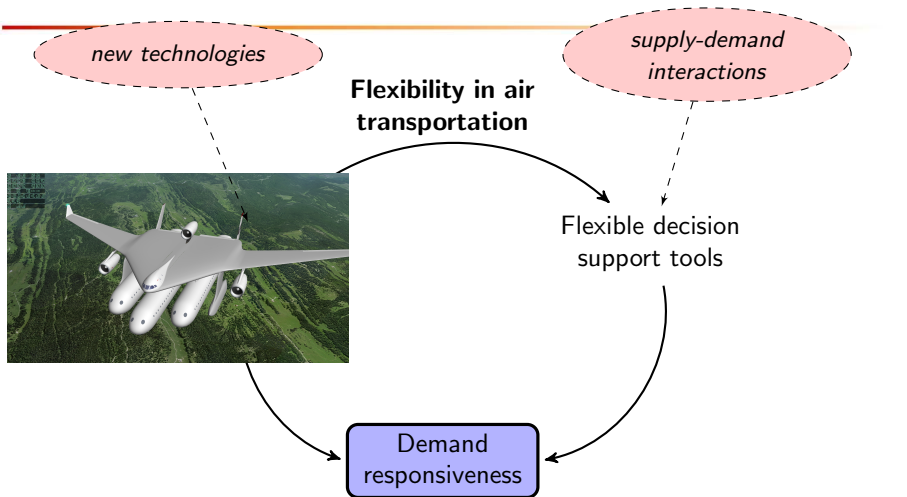 new technologies
supply-demand
interactions
Flexibility in air
transportation
Flexible decision
support tools
Demand
responsiveness